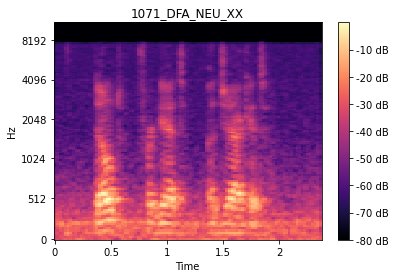 1071_DFA_NEU_XX
8192
4096
2048
1024
512
0
Hz
0
0.5
1
1.5
2
Time
-10 dB
-20 dB
-30 dB
-40 dB
-50 dB
-60 dB
-70 dB
-80 dB